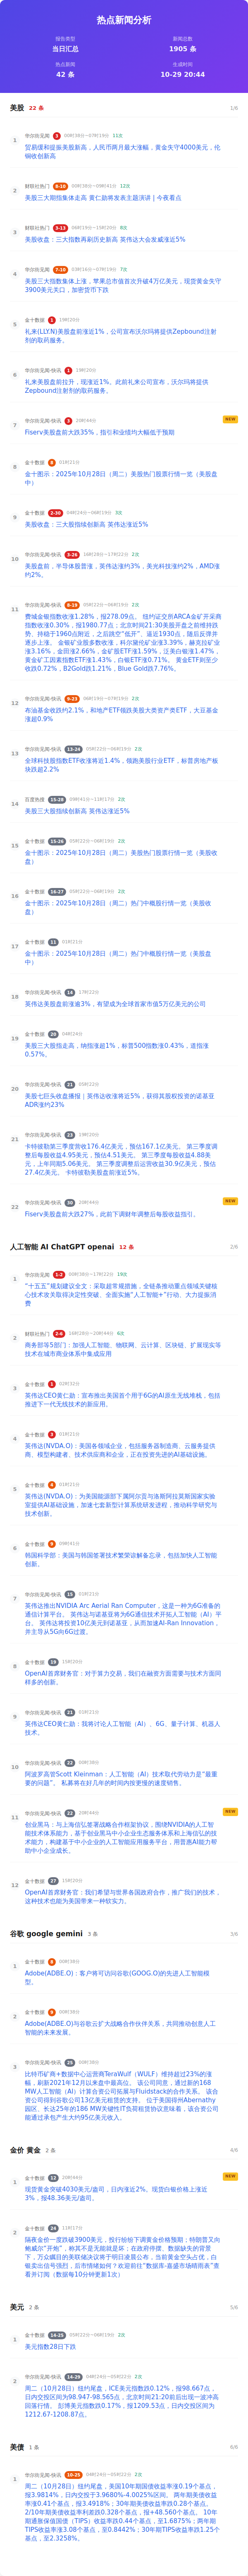 热点新闻分析
报告类型
新闻总数
当日汇总
1905 条
热点新闻
生成时间
42 条
10-29 20:44
美股 22 条 1/6
1
华尔街见闻 3 00时38分~07时19分 11次
贸易缓和提振美股新高，人民币两月最大涨幅，黄金失守4000美元，伦
铜收创新高
2
财联社热门 8-10 00时38分~09时41分 12次
美股三大期指集体走高 黄仁勋将发表主题演讲 | 今夜看点
3
财联社热门 3-13 06时19分~15时20分 8次
美股收盘：三大指数再刷历史新高 英伟达大会发威涨近5%
4
华尔街见闻 7-10 03时16分~07时19分 7次
美股三大指数集体上涨，苹果总市值首次升破4万亿美元，现货黄金失守
3900美元关口，加密货币下跌
5
金十数据 1 19时20分
礼来(LLY.N)美股盘前涨近1%，公司宣布沃尔玛将提供Zepbound注射
剂的取药服务。
6
华尔街见闻-快讯 1 19时20分
礼来美股盘前拉升，现涨近1%。此前礼来公司宣布，沃尔玛将提供
Zepbound注射剂的取药服务。
7
华尔街见闻-快讯 3 20时44分 NEW
Fiserv美股盘前大跌35%，指引和业绩均大幅低于预期
8
金十数据 8 01时21分
金十图示：2025年10月28日（周二）美股热门股票行情一览（美股盘
中）
9
金十数据 2-30 04时24分~06时19分 3次
美股收盘：三大股指续创新高 英伟达涨近5%
10
华尔街见闻-快讯 3-26 16时28分~17时22分 2次
美股盘前，半导体股普涨，英伟达涨约3%，美光科技涨约2%，AMD涨
约2%。
11
华尔街见闻-快讯 8-19 05时22分~06时19分 2次
费城金银指数收涨1.28%，报278.09点。 纽约证交所ARCA金矿开采商
指数收涨0.30%，报1980.77点；北京时间21:30美股开盘之前维持跌
势、持稳于1960点附近，之后跳空“低开”、逼近1930点，随后反弹并
逐步上涨。 金银矿业股多数收涨，科尔黛伦矿业涨3.39%，赫克拉矿业
涨3.16%，金田涨2.66%，金矿股ETF涨1.59%，泛美白银涨1.47%，
黄金矿工因素指数ETF涨1.43%，白银ETF涨0.71%。 黄金ETF则至少
收跌0.72%，B2Gold跌1.21%，Blue Gold跌7.76%。
12
华尔街见闻-快讯 9-23 06时19分~07时19分 2次
布油基金收跌约2.1%，和地产ETF领跌美股大类资产类ETF，大豆基金
涨超0.9%
13
华尔街见闻-快讯 13-24 05时22分~06时19分 2次
全球科技股指数ETF收涨将近1.4%，领跑美股行业ETF，标普房地产板
块跌超2.2%
14
百度热搜 15-28 09时41分~11时17分 2次
美股三大股指续创新高 英伟达涨近5%
15
金十数据 15-26 05时22分~06时19分 2次
金十图示：2025年10月28日（周二）美股热门股票行情一览（美股收
盘）
16
金十数据 16-27 05时22分~06时19分 2次
金十图示：2025年10月28日（周二）热门中概股行情一览（美股收
盘）
17
金十数据 11 01时21分
金十图示：2025年10月28日（周二）热门中概股行情一览（美股盘
中）
18
华尔街见闻-快讯 14 17时22分
英伟达美股盘前涨逾3%，有望成为全球首家市值5万亿美元的公司
19
金十数据 20 04时24分
美股三大股指走高，纳指涨超1%，标普500指数涨0.43%，道指涨
0.57%。
20
华尔街见闻-快讯 21 05时22分
美股七巨头收盘播报｜英伟达收涨将近5%，获得其股权投资的诺基亚
ADR涨约23%
21
华尔街见闻-快讯 23 19时20分
卡特彼勒第三季度营收176.4亿美元，预估167.1亿美元。 第三季度调
整后每股收益4.95美元，预估4.51美元。 第三季度每股收益4.88美
元，上年同期5.06美元。 第三季度调整后运营收益30.9亿美元，预估
27.4亿美元。 卡特彼勒美股盘前涨近5%。
22
华尔街见闻-快讯 30 20时44分 NEW
Fiserv美股盘前大跌27%，此前下调财年调整后每股收益指引。
人工智能 AI ChatGPT openai 12 条 2/6
1
华尔街见闻 1-3 00时38分~17时22分 19次
“十五五”规划建议全文：采取超常规措施，全链条推动重点领域关键核
心技术攻关取得决定性突破、全面实施“人工智能+”行动、大力提振消
费
2
财联社热门 2-6 16时28分~20时44分 6次
商务部等5部门：加强人工智能、物联网、云计算、区块链、扩展现实等
技术在城市商业体系中集成应用
3
金十数据 1 02时32分
英伟达CEO黄仁勋：宣布推出美国首个用于6G的AI原生无线堆栈，包括
推进下一代无线技术的新应用。
4
金十数据 3 01时21分
英伟达(NVDA.O)：美国各领域企业，包括服务器制造商、云服务提供
商、模型构建者、技术供应商和企业，正在投资先进的AI基础设施。
5
金十数据 4 01时21分
英伟达(NVDA.O)：为美国能源部下属阿尔贡与洛斯阿拉莫斯国家实验
室提供AI基础设施，加速七套新型计算系统研发进程，推动科学研究与
技术创新。
6
金十数据 9 09时41分
韩国科学部：美国与韩国签署技术繁荣谅解备忘录，包括加快人工智能
创新。
7
华尔街见闻-快讯 16 01时21分
英伟达推出NVIDIA Arc Aerial Ran Computer，这是一种为6G准备的
通信计算平台。 英伟达与诺基亚将为6G通信技术开拓人工智能（AI）平
台。 英伟达将投资10亿美元到诺基亚，从而加速AI-Ran Innovation，
并主导从5G向6G过渡。
8
金十数据 19 15时20分
OpenAI首席财务官：对于算力交易，我们在融资方面需要与技术方面同
样多的创新。
9
华尔街见闻-快讯 21 01时21分
英伟达CEO黄仁勋：我将讨论人工智能（AI）、6G、量子计算、机器人
技术。
10
华尔街见闻-快讯 22 00时38分
阿波罗高管Scott Kleinman：人工智能（AI）技术取代劳动力是“最重
要的问题”。 私募将在好几年的时间内按更慢的速度销售。
11
华尔街见闻-快讯 22 20时44分 NEW
创业黑马：与上海信弘签署战略合作框架协议，围绕NVIDIA的人工智
能技术体系能力，基于创业黑马中小企业生态服务体系和上海信弘的技
术能力，构建基于中小企业的人工智能应用服务平台，用普惠AI能力帮
助中小企业成长。
12
金十数据 27 15时20分
OpenAI首席财务官：我们希望与世界各国政府合作，推广我们的技术，
这种技术也能为美国带来一种软实力。
谷歌 google gemini 3 条 3/6
1
金十数据 8 00时38分
Adobe(ADBE.O)：客户将可访问谷歌(GOOG.O)的先进人工智能模
型。
2
金十数据 9 00时38分
Adobe(ADBE.O)与谷歌云扩大战略合作伙伴关系，共同推动创意人工
智能的未来发展。
3
华尔街见闻-快讯 26 00时38分
比特币矿商+数据中心运营商TeraWulf（WULF）维持超过23%的涨
幅，刷新2021年12月以来盘中最高位。 该公司同意，通过新的168
MW人工智能（AI）计算合资公司拓展与Fluidstack的合作关系。 该合
资公司得到谷歌公司13亿美元租赁的支持。 位于美国得州Abernathy
园区、长达25年的186 MW关键性IT负荷租赁协议意味着，该合资公司
能通过承包产生大约95亿美元收入。
金价 黄金 2 条 4/6
1
金十数据 12 20时44分 NEW
现货黄金突破4030美元/盎司，日内涨近2%。现货白银价格上涨近
3%，报48.36美元/盎司。
2
金十数据 24 11时17分
隔夜金价一度跌破3900美元，投行纷纷下调黄金价格预期；特朗普又向
鲍威尔“开炮”，称其不是无能就是坏；在政府停摆、数据缺失的背景
下，万众瞩目的美联储决议将于明日凌晨公布，当前黄金空头占优，白
银卖出信号强烈，后市情绪如何？欢迎前往“数据库-嘉盛市场晴雨表”查
看并订阅（数据每10分钟更新1次）
美元 2 条 5/6
1
金十数据 14-25 05时22分~06时19分 2次
美元指数28日下跌
2
华尔街见闻-快讯 14-29 04时24分~05时22分 2次
周二（10月28日）纽约尾盘，ICE美元指数跌0.12%，报98.667点，
日内交投区间为98.947-98.565点，北京时间21:20前后出现一波冲高
回落行情。 彭博美元指数跌0.17%，报1209.53点，日内交投区间为
1212.67-1208.87点。
美债 1 条 6/6
1
华尔街见闻-快讯 10-25 04时24分~05时22分 2次
周二（10月28日）纽约尾盘，美国10年期国债收益率涨0.19个基点，
报3.9814%，日内交投于3.9680%-4.0025%区间。 两年期美债收益
率涨0.41个基点，报3.4918%；30年期美债收益率跌0.28个基点。
2/10年期美债收益率利差跌0.328个基点，报+48.560个基点。 10年
期通胀保值国债（TIPS）收益率跌0.44个基点，至1.6875%；两年期
TIPS收益率涨3.08个基点，至0.8442%；30年期TIPS收益率跌1.25个
基点，至2.3258%。